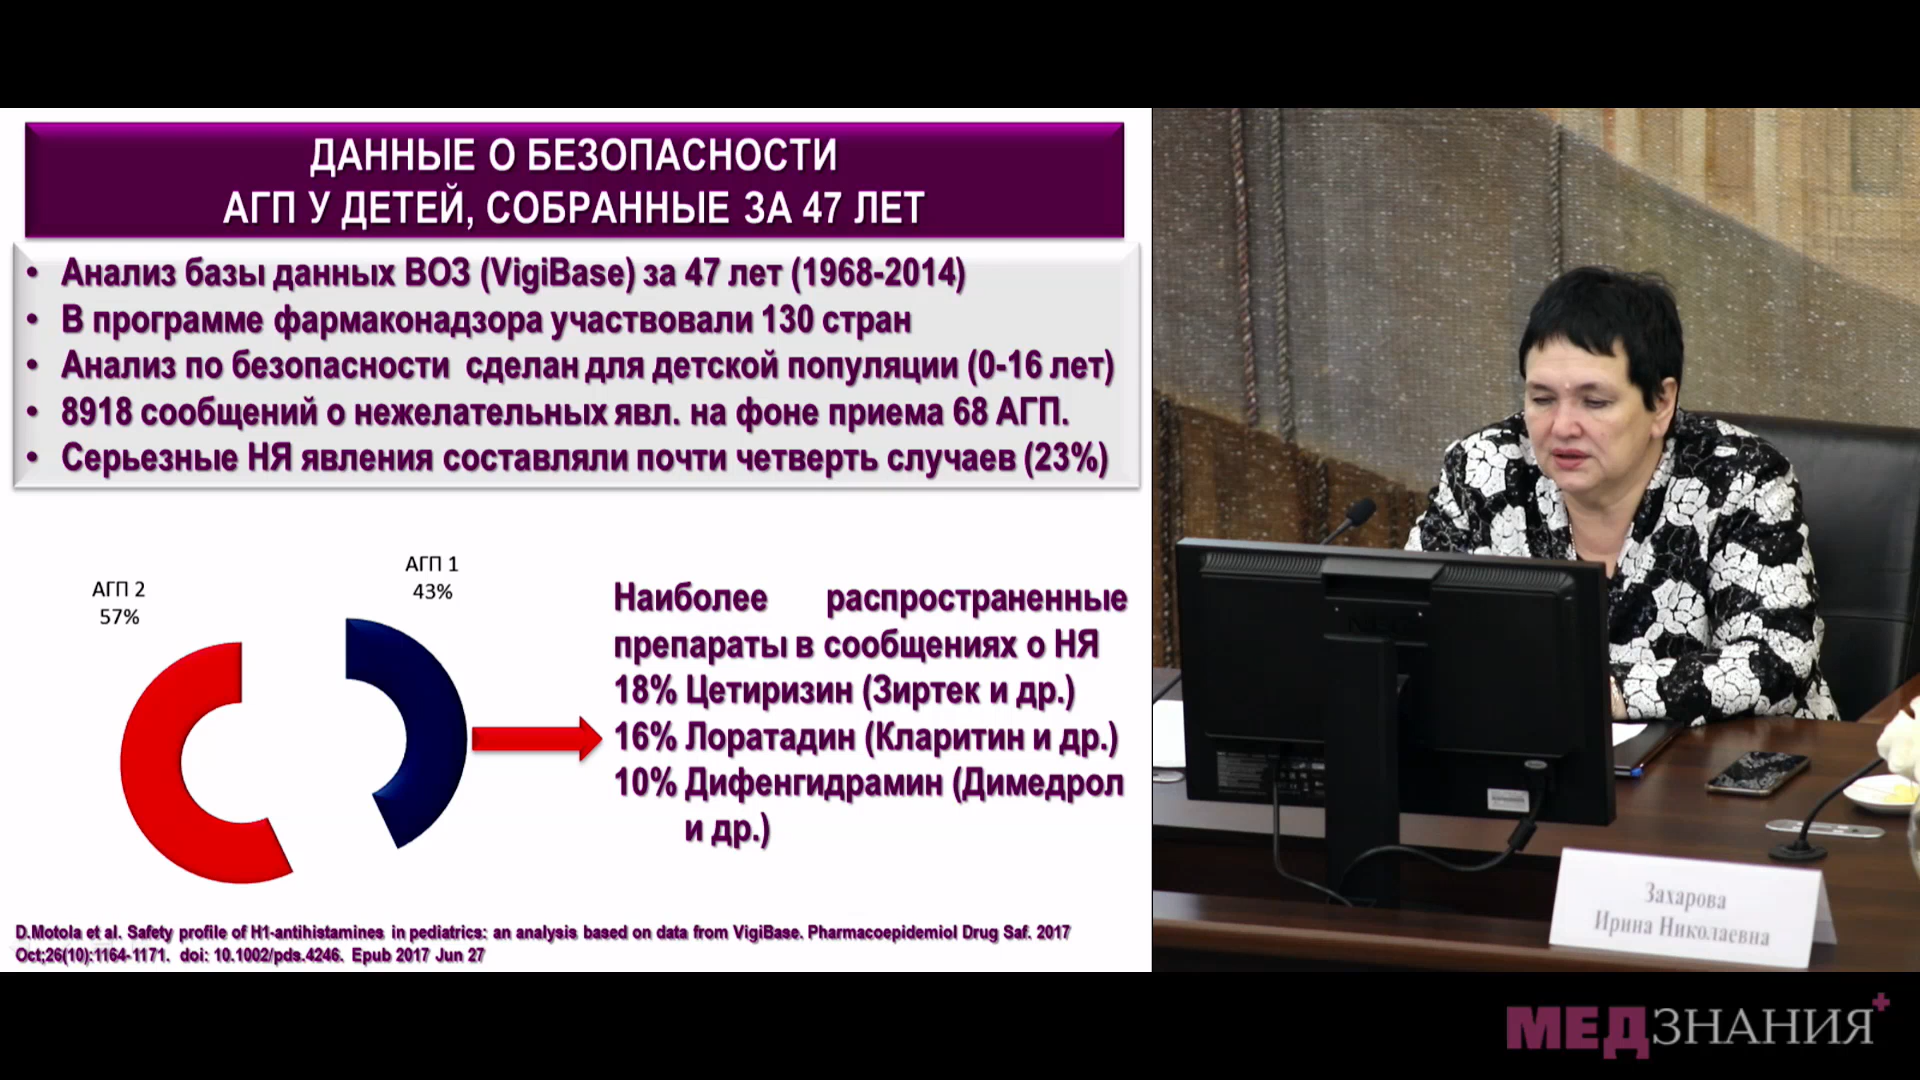 ДАННЫЕ О БЕЗОПАСНОСТИ
АГП У ДЕТЕЙ, СОБРАННЫЕ ЗА 47 ЛЕТ
• Анализ базы данных ВОЗ (VigiBase) за 47 лет (1968-2014)
• В программе фармаконадзора участвовали 130 стран
• Анализ по безопасности сделан для детской популяции (0-16 лет)
• 8918 сообщений о нежелательных явл. на фоне приема 68 АГП.
• Серьезные НЯ явления составляли почти четверть случаев (23%)
АГП 1
43%
АГП 2
57%
Наиболее распространенные
препараты в сообщениях о НЯ
18% Цетиризин (Зиртек и др.)
16% Лоратадин (Кларитин и др.)
10% Дифенгидрамин (Димедрол
и др.)
D.Motola et al. Safety profile of H1-antihistamines in pediatrics: an analysis based on data from VigiBase. Pharmacoepidemiol Drug Saf. 2017
Oct;26(10):1164-1171. doi: 10.1002/pds.4246. Epub 2017 Jun 27
Захарова
Ирина Николаевна
МЕДЗНАНИЯ+